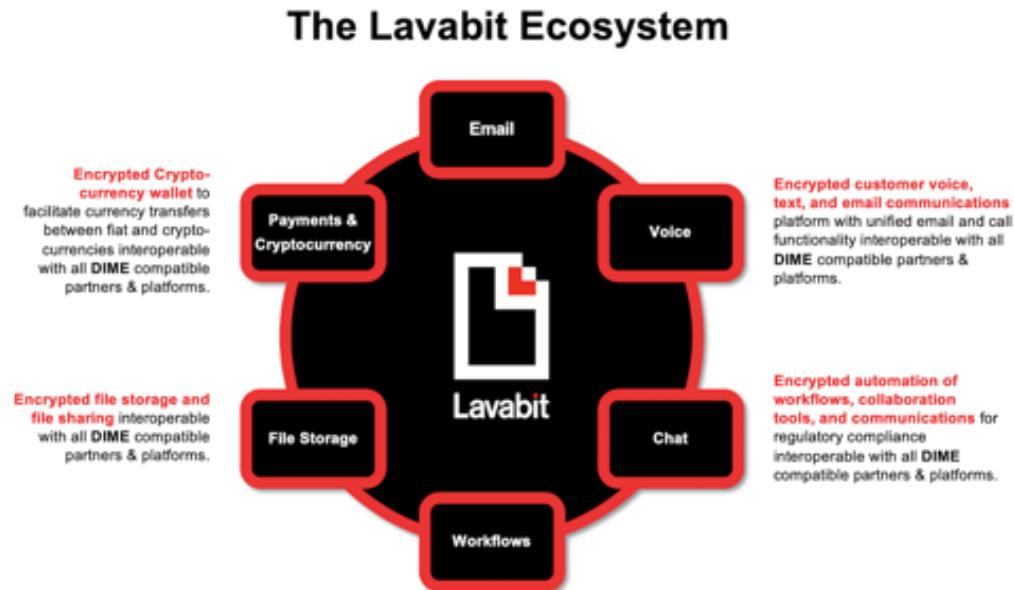 The Lavabit Ecosystem
Email
Encrypted Crypto-
currency wallet to
facilitate currency transfers
between fiat and crypto-
currencies interoperable
with all DIME compatible
partners & platforms.
Payments &
Cryptocurrency
Voice
Encrypted customer voice,
text, and email communications
platform with unified email and call
functionality interoperable with all
DIME compatible partners &
platforms.
Lavabit
Encrypted file storage and
file sharing interoperable
with all DIME compatible
partners & platforms.
File Storage
Chat
Encrypted automation of
workflows, collaboration
tools, and communications for
regulatory compliance
interoperable with all DIME
compatible partners & platforms.
Workflows